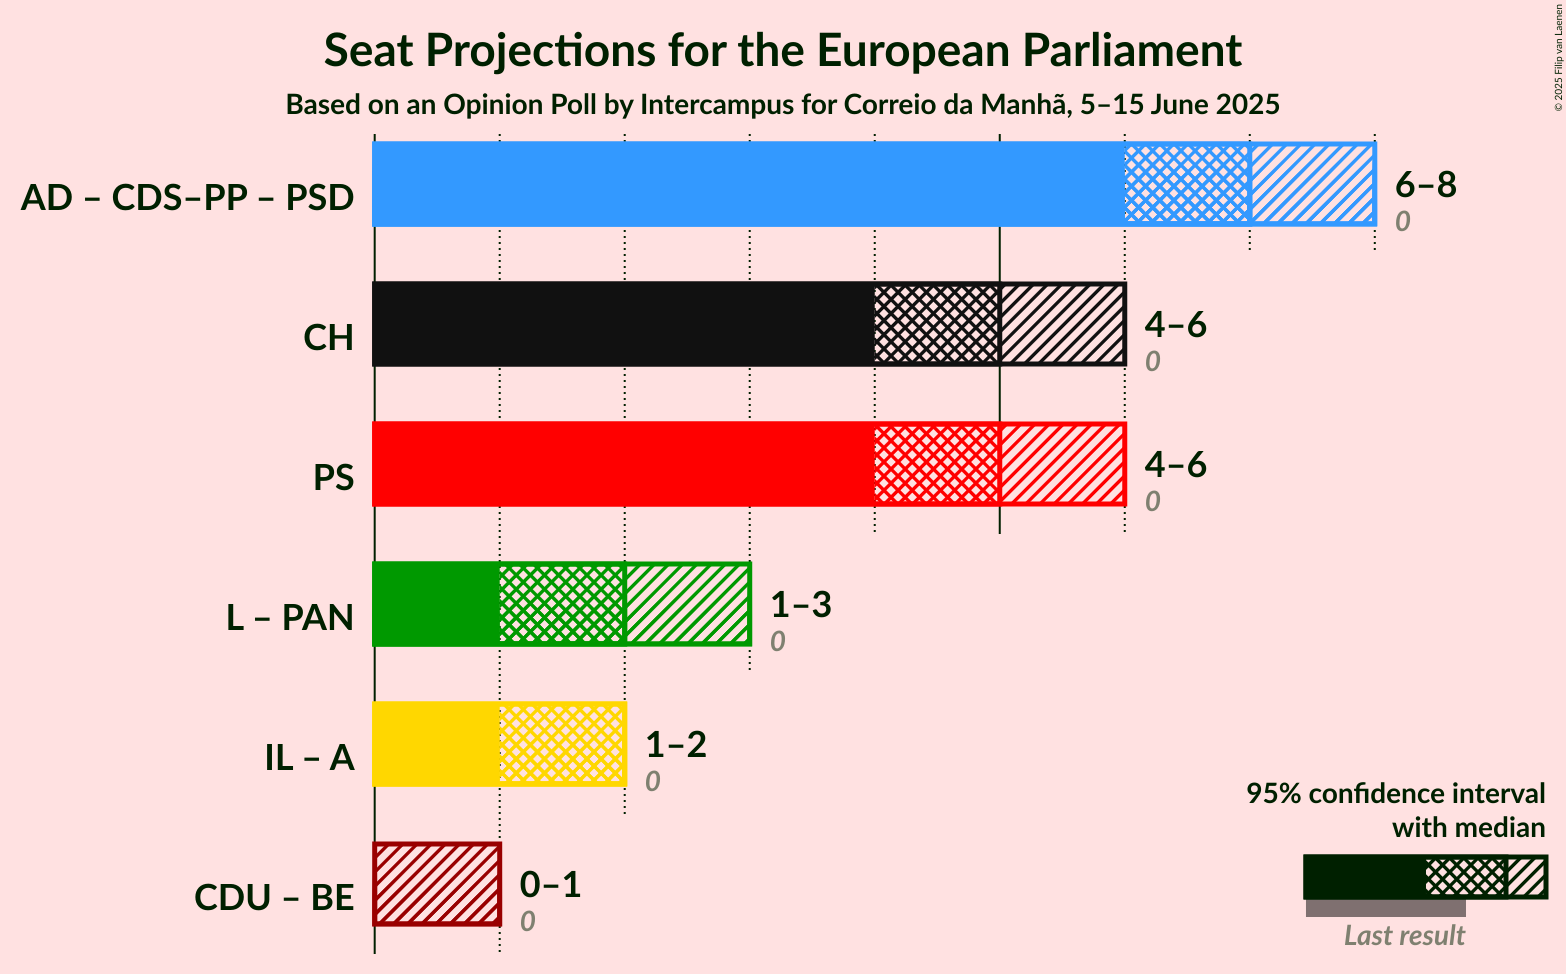 Seat Projections for the European Parliament
Based on an Opinion Poll by Intercampus for Correio da Manhã, 5–15 June 2025
© 2025 Filip van Laenen
AD – CDS–PP – PSD
6–8
0
CH
4–6
0
PS
4–6
0
L – PAN
1–3
0
IL – A
1–2
0
CDU – BE
0–1
0
95% confidence interval
with median
Last result